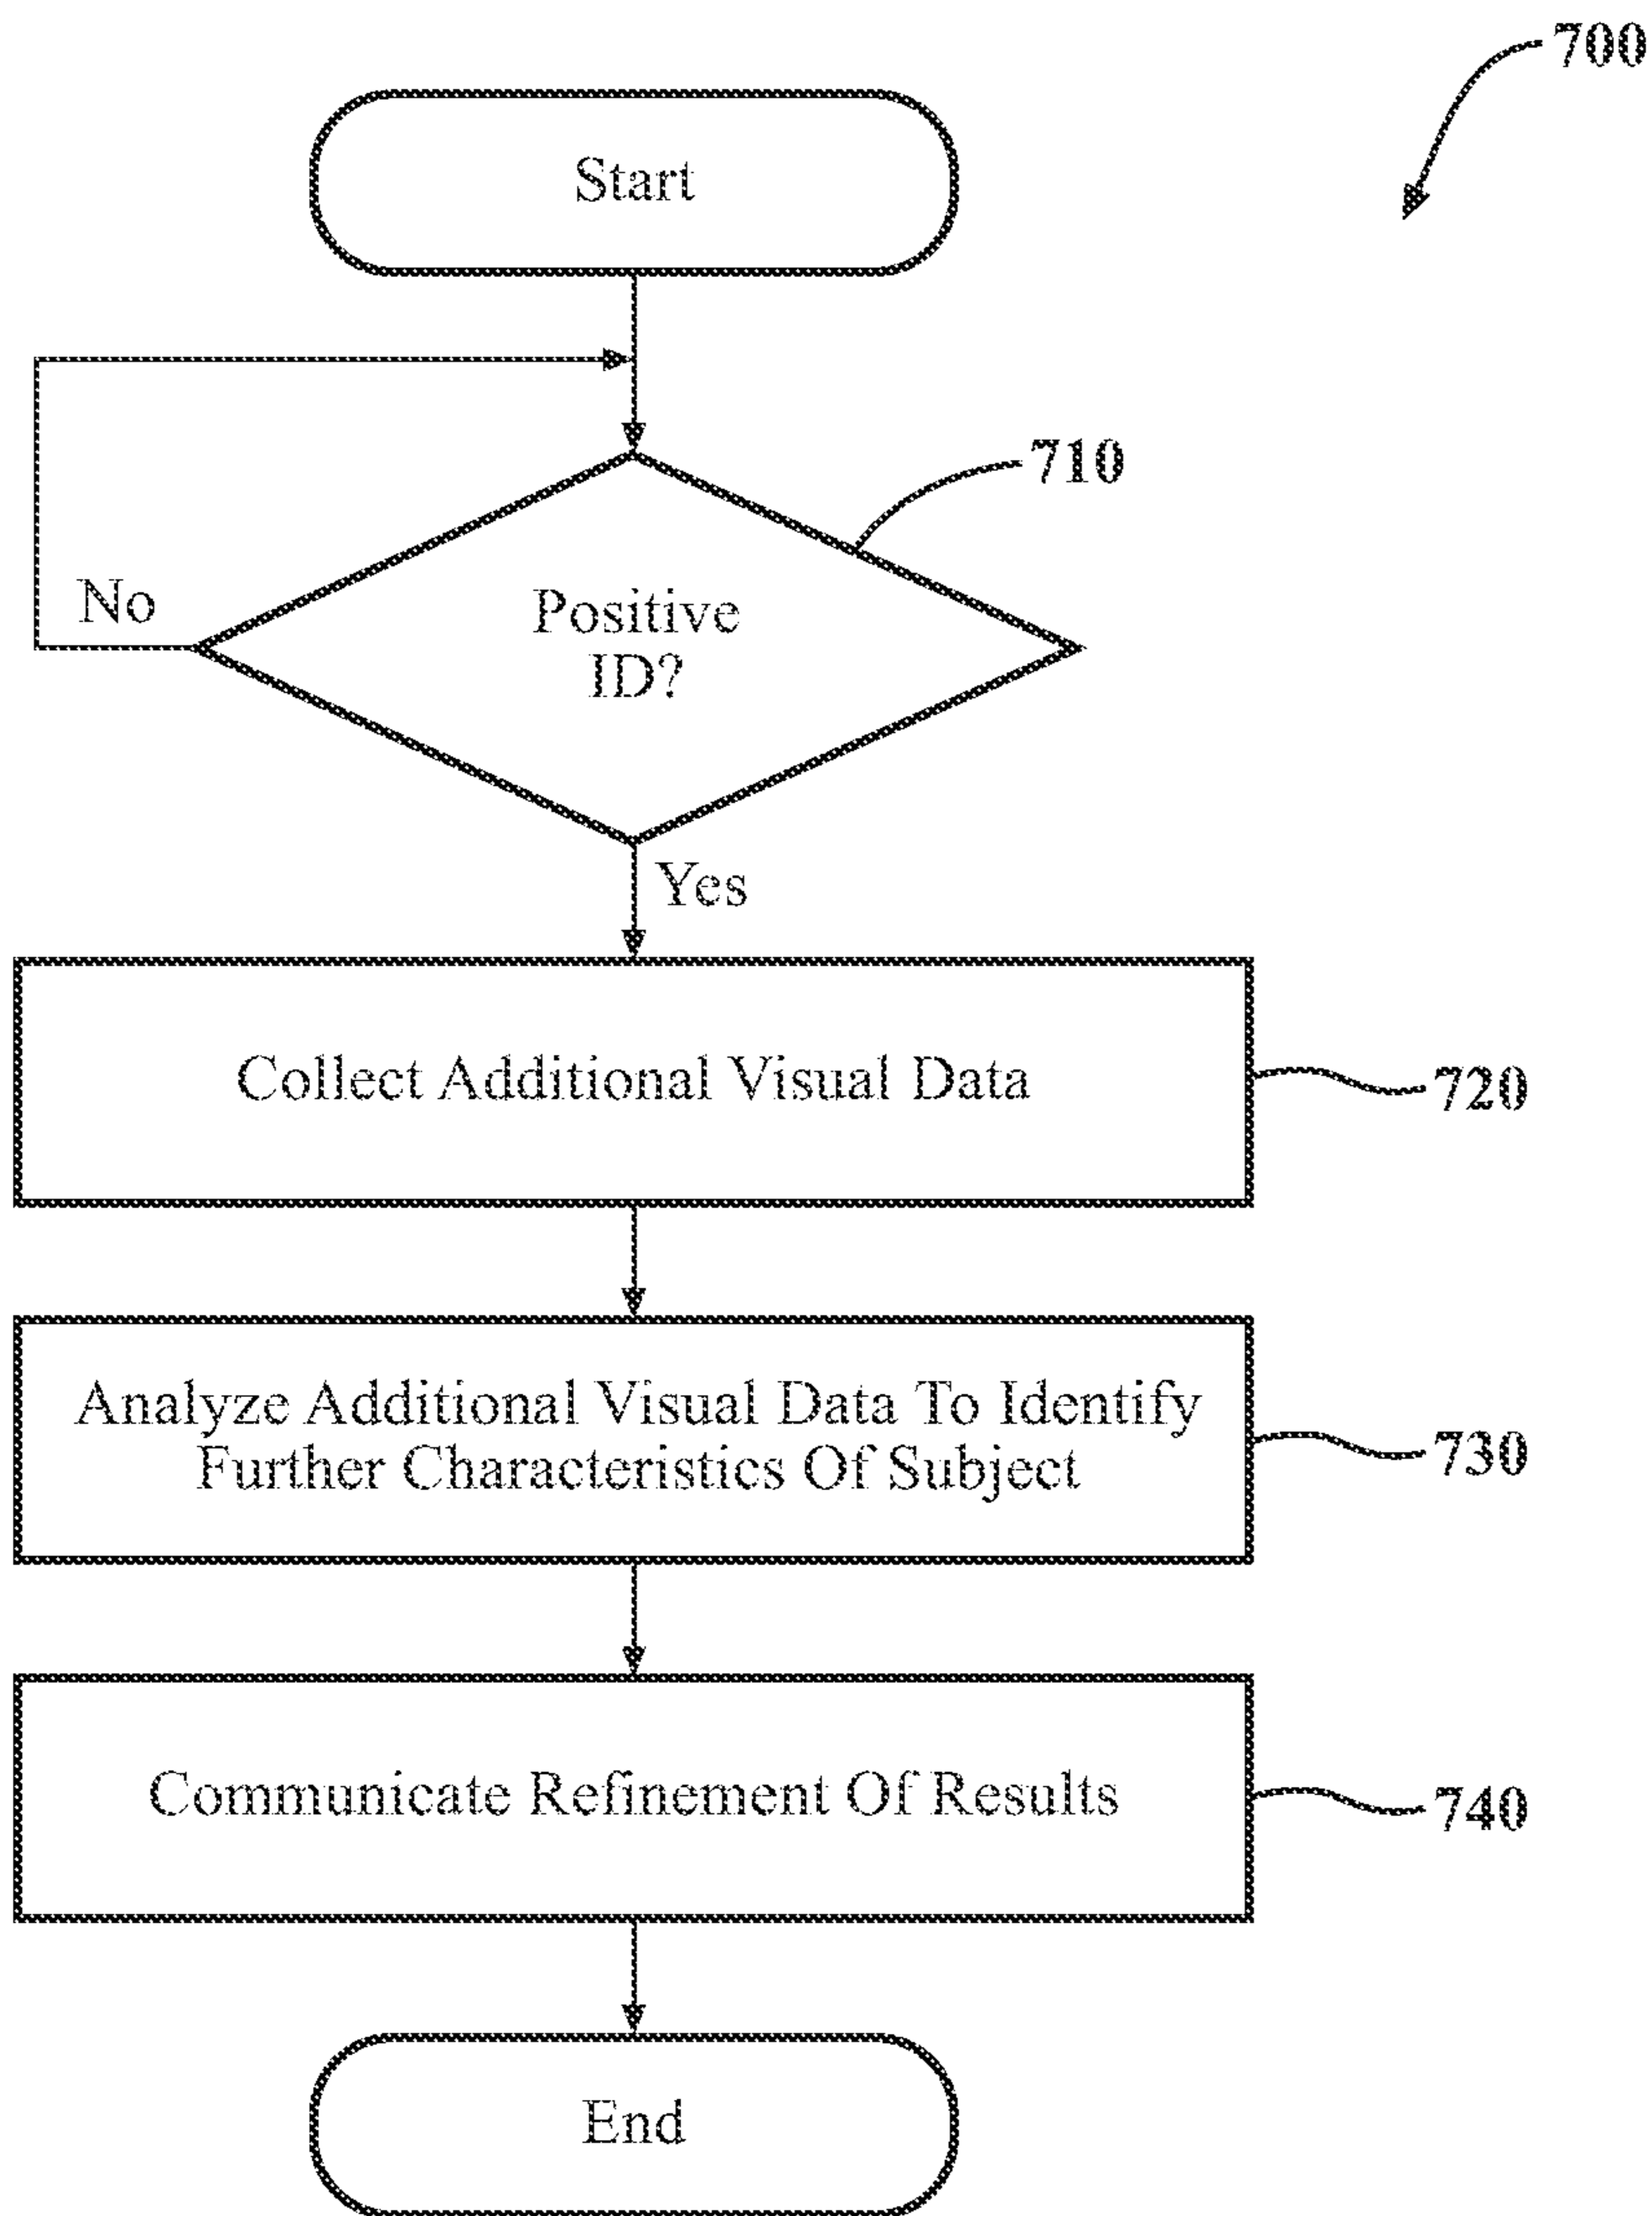 700
Start
710
Positive
ID?
No
Yes
Collect Additional Visual Data
720
Analyze Additional Visual Data To Identify
Further Characteristics Of Subject
730
Communicate Refinement Of Results
740
End